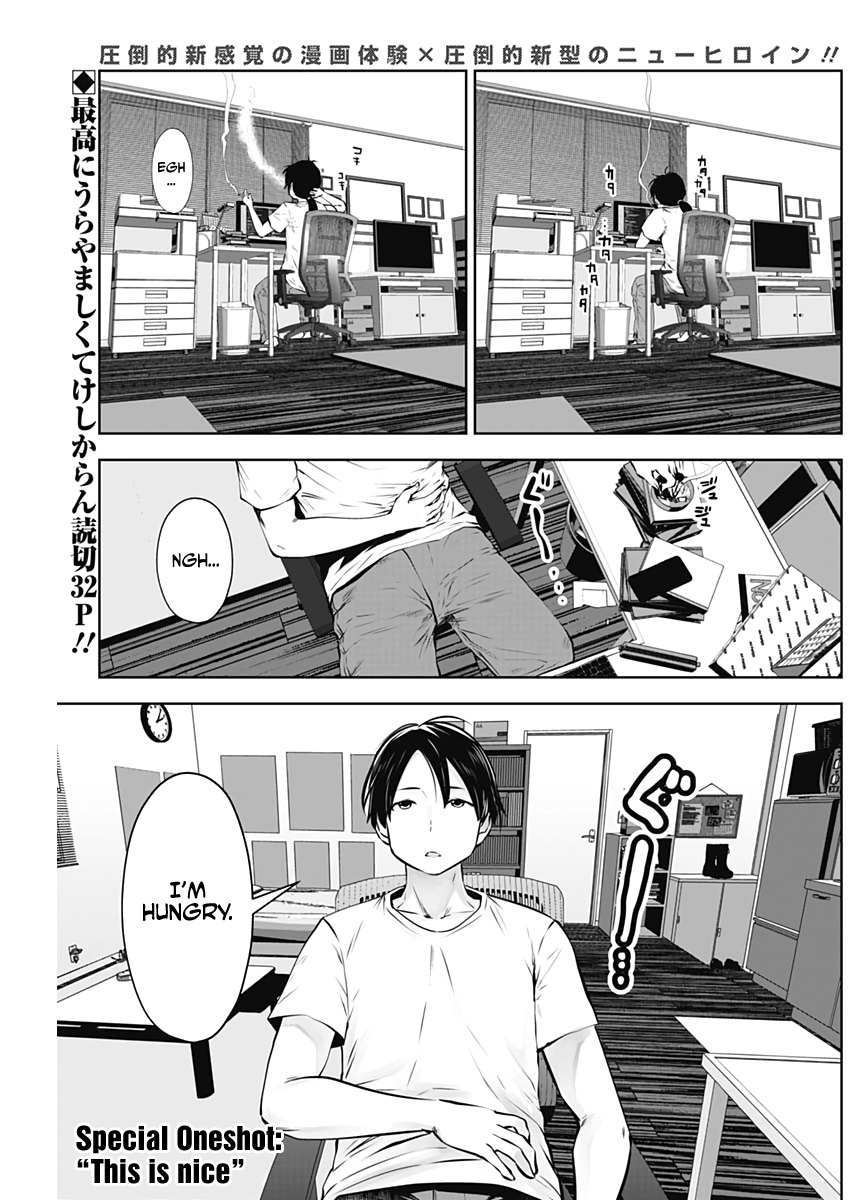 圧倒的新感覚の漫画体験×圧倒的新型のニューヒロイン!!
◆最高にうらやましくてけしからん読切32P!!
カタ
カタ
カタ
カタ
コキ
コキ
EGH
...
ジュ
ジュ
ぐ〜…
NGH...
ぐー…
I'M
HUNGRY.
Special Oneshot:
“This is nice”